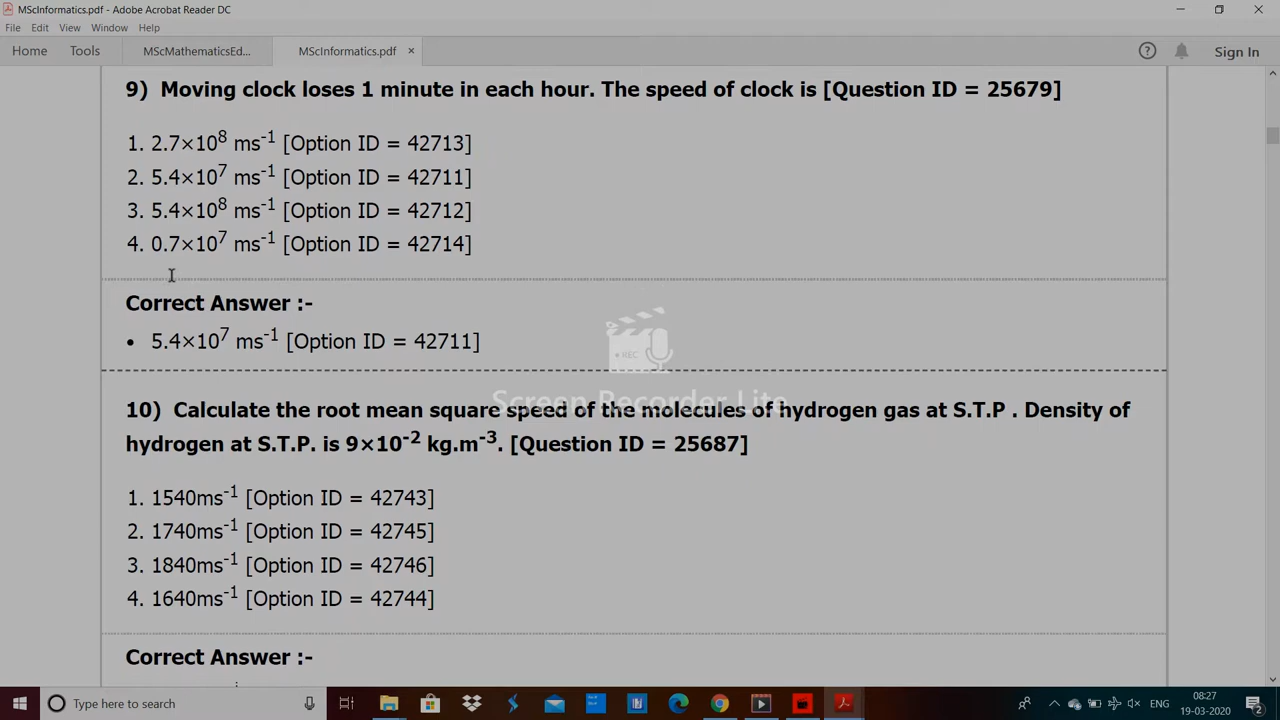 MScInformatics.pdf - Adobe Acrobat Reader DC
File Edit View Window Help
Home Tools MScMathematicsEd... MScInformatics.pdf × ? Sign In
9) Moving clock loses 1 minute in each hour. The speed of clock is [Question ID = 25679]
1. 2.7×10⁸ ms⁻¹ [Option ID = 42713]
2. 5.4×10⁷ ms⁻¹ [Option ID = 42711]
3. 5.4×10⁸ ms⁻¹ [Option ID = 42712]
4. 0.7×10⁷ ms⁻¹ [Option ID = 42714]
Correct Answer :-
• 5.4×10⁷ ms⁻¹ [Option ID = 42711]
REC
Screen Recorder Lite
10) Calculate the root mean square speed of the molecules of hydrogen gas at S.T.P . Density of
hydrogen at S.T.P. is 9×10⁻² kg.m⁻³. [Question ID = 25687]
1. 1540ms⁻¹ [Option ID = 42743]
2. 1740ms⁻¹ [Option ID = 42745]
3. 1840ms⁻¹ [Option ID = 42746]
4. 1640ms⁻¹ [Option ID = 42744]
Correct Answer :-
Type here to search
ENG
08:27
19-03-2020
2